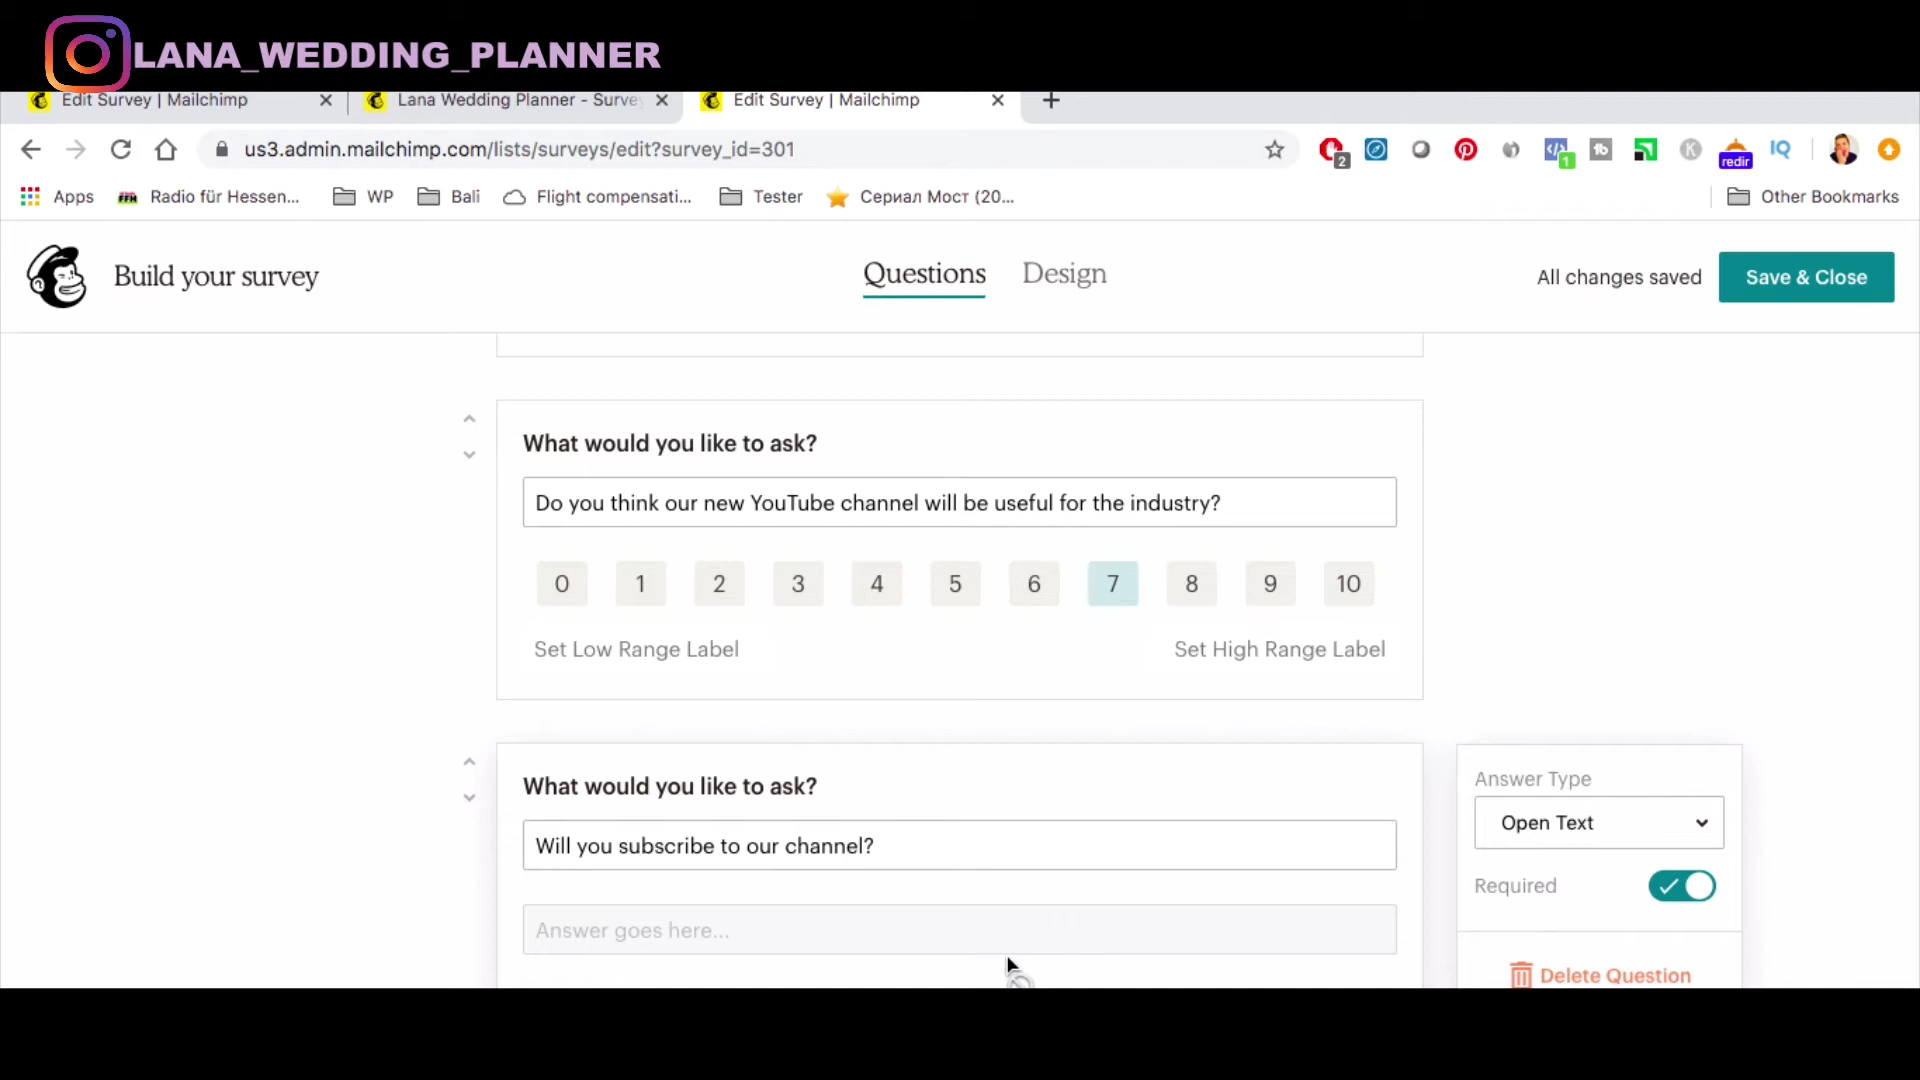 LANA_WEDDING_PLANNER
Edit Survey | Mailchimp
Lana Wedding Planner - Surve
Edit Survey | Mailchimp
us3.admin.mailchimp.com/lists/surveys/edit?survey_id=301
2
1
redir
IQ
Apps
FFH
Radio für Hessen...
WP
Bali
Flight compensati...
Tester
Сериал Мост (20...
Other Bookmarks
Build your survey
Questions
Design
All changes saved
Save & Close
What would you like to ask?
Do you think our new YouTube channel will be useful for the industry?
0 1 2 3 4 5 6 7 8 9 10
Set Low Range Label
Set High Range Label
What would you like to ask?
Will you subscribe to our channel?
Answer goes here...
Answer Type
Open Text
Required
Delete Question